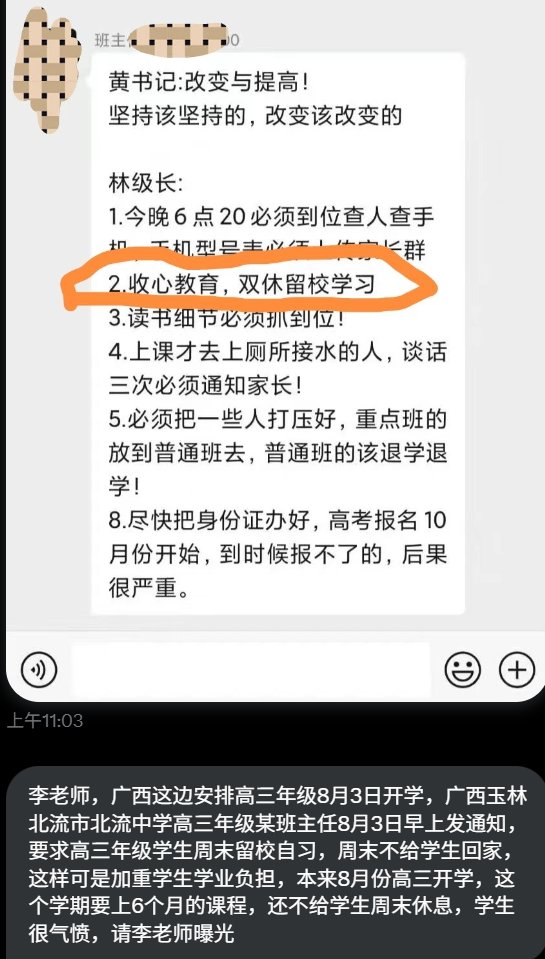 班主
00
黄书记:改变与提高!
坚持该坚持的，改变该改变的
林级长:
1.今晚6点20必须到位查人查手
机，手机型号表必须上传家长群
2.收心教育，双休留校学习
3.读书细节必须抓到位!
4.上课才去上厕所接水的人，谈话
三次必须通知家长!
5.必须把一些人打压好，重点班的
放到普通班去，普通班的该退学退
学!
8.尽快把身份证办好，高考报名10
月份开始，到时候报不了的，后果
很严重。
上午11:03
李老师，广西这边安排高三年级8月3日开学，广西玉林
北流市北流中学高三年级某班主任8月3日早上发通知，
要求高三年级学生周末留校自习，周末不给学生回家，
这样可是加重学生学业负担，本来8月份高三开学，这
个学期要上6个月的课程，还不给学生周末休息，学生
很气愤，请李老师曝光